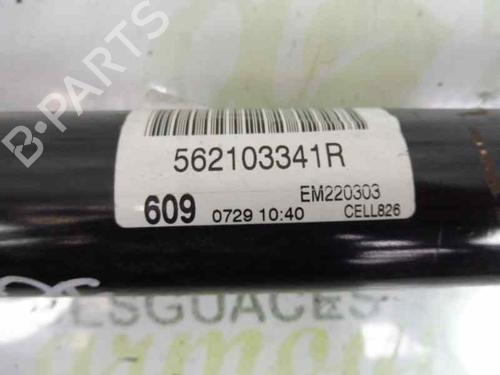 B-PARTS
562103341R
609 0729 10:40
EM220303
CELL826
DESGUACES